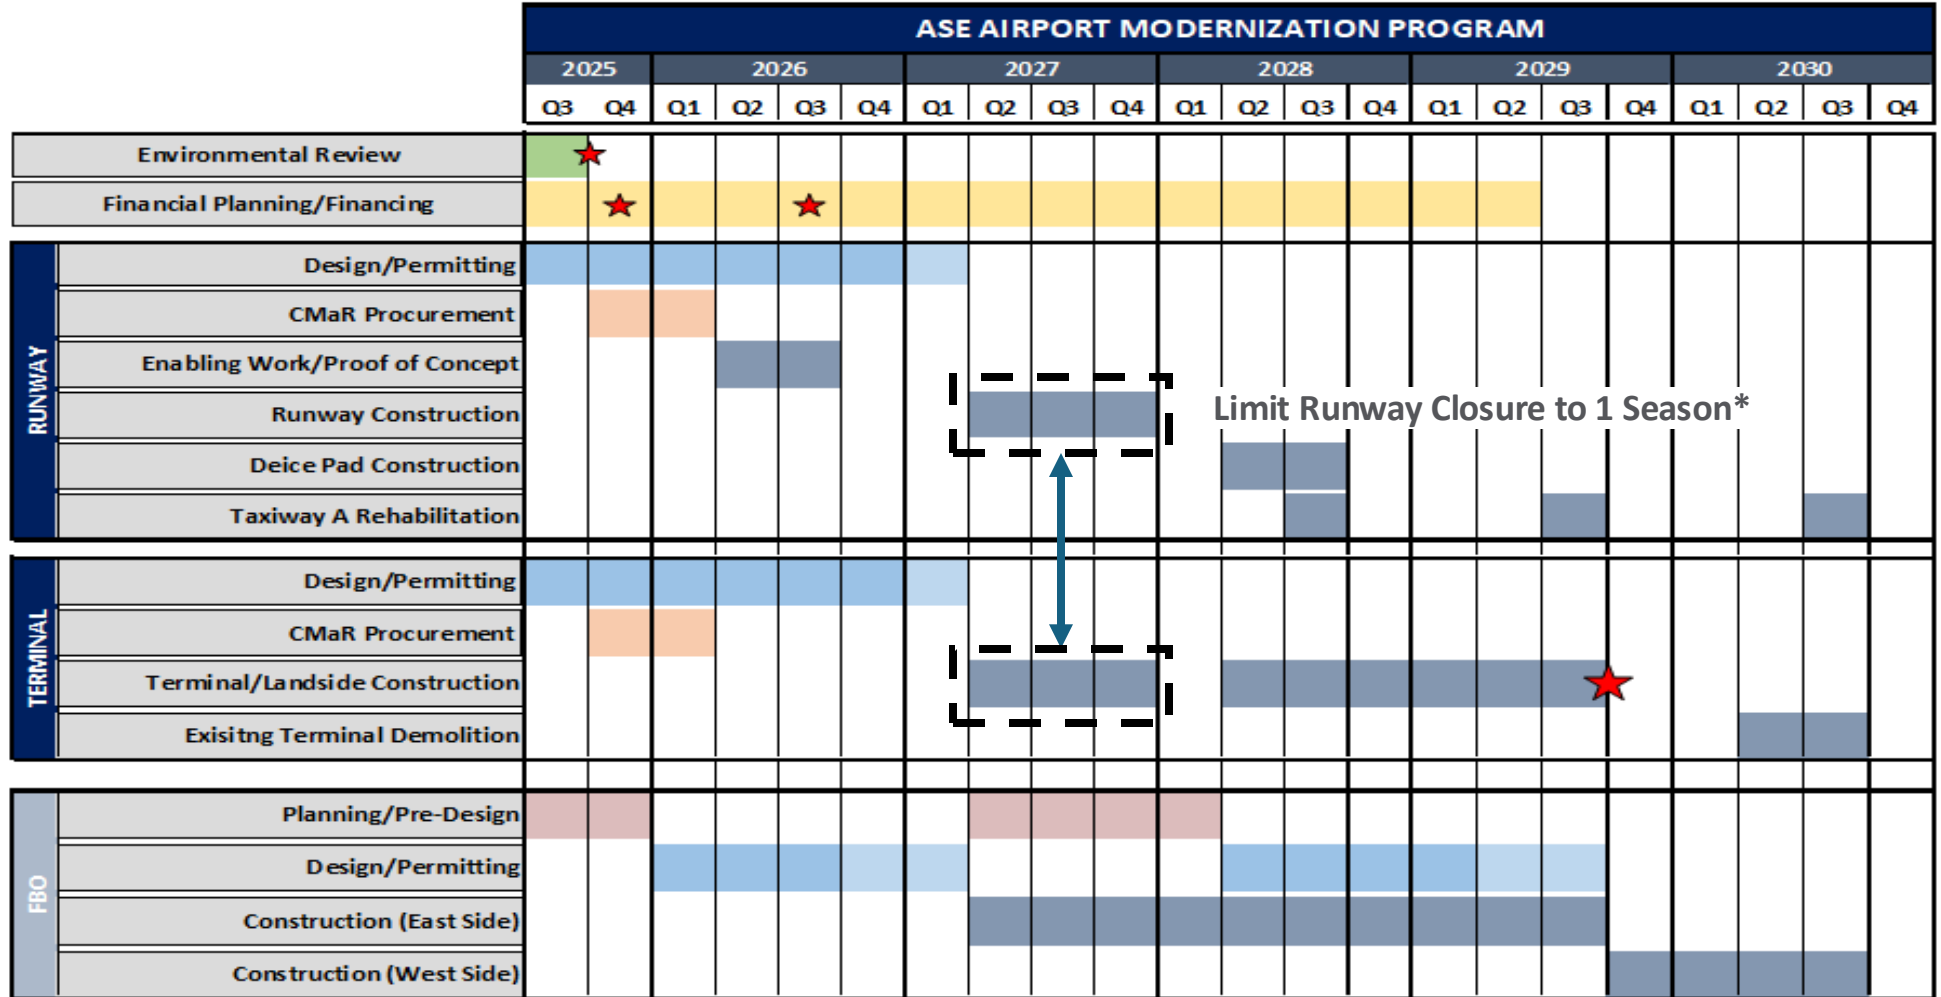 ASE AIRPORT MODERNIZATION PROGRAM
2025 2026 2027 2028 2029 2030
Q3 Q4 Q1 Q2 Q3 Q4 Q1 Q2 Q3 Q4 Q1 Q2 Q3 Q4 Q1 Q2 Q3 Q4 Q1 Q2 Q3 Q4
Environmental Review
Financial Planning/Financing
RUNWAY
Design/Permitting
CMaR Procurement
Enabling Work/Proof of Concept
Runway Construction
Limit Runway Closure to 1 Season*
Deice Pad Construction
Taxiway A Rehabilitation
TERMINAL
Design/Permitting
CMaR Procurement
Terminal/Landside Construction
Exisitng Terminal Demolition
FBO
Planning/Pre-Design
Design/Permitting
Construction (East Side)
Construction (West Side)